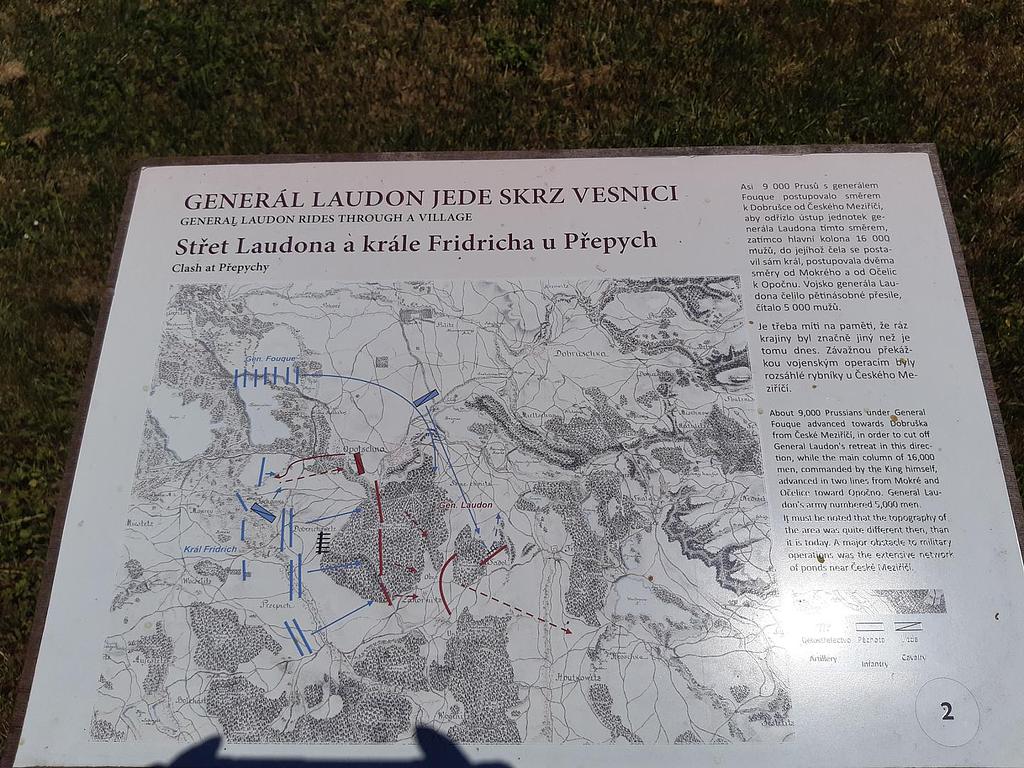 GENERÁL LAUDON JEDE SKRZ VESNICI
GENERAL LAUDON RIDES THROUGH A VILLAGE
Střet Laudona a krále Fridricha u Přepych
Clash at Přepychy
Asi 9 000 Prusů s generálem
Fouque postupovalo směrem
k Dobrušce od Českého Meziříčí,
aby odřízlo ústup jednotek ge-
nerála Laudona tímto směrem,
zatímco hlavní kolona 16 000
mužů, do jejíhož čela se posta-
vil sám král, postupovala dvěma
směry od Mokrého a od Očelic
k Opočnu. Vojsko generála Lau-
dona čelilo pětinásobné přesile,
čítalo 5 000 mužů.
Je třeba míti na paměti, že ráz
krajiny byl značně jiný než je
tomu dnes. Závažnou překáž-
kou vojenským operacím byly
rozsáhlé rybníky u Českého Me-
ziříčí.
About 9,000 Prussians under General
Fouque advanced towards Dobruška
from České Meziříčí, in order to cut off
General Laudon's retreat in this direc-
tion, while the main column of 16,000
men, commanded by the King himself,
advanced in two lines from Mokré and
Očelice toward Opočno. General Lau-
don's army numbered 5,000 men.
It must be noted that the topography of
the area was quite different then, than
it is today. A major obstacle to military
operations was the extensive network
of ponds near České Meziříčí.
Gen. Fouque
Dobruschka
Opotschno
Gen. Laudon
Král Fridrich
Přepich
Pěchota
Jízda
Artillery
Infantry
Cavalry
2